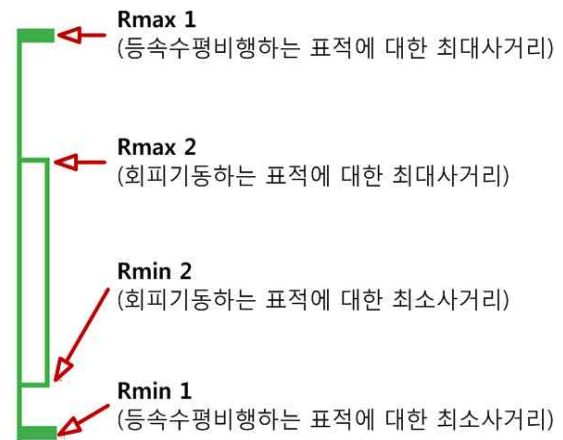 Rmax 1
(등속수평비행하는 표적에 대한 최대사거리)
Rmax 2
(회피기동하는 표적에 대한 최대사거리)
Rmin 2
(회피기동하는 표적에 대한 최소사거리)
Rmin 1
(등속수평비행하는 표적에 대한 최소사거리)